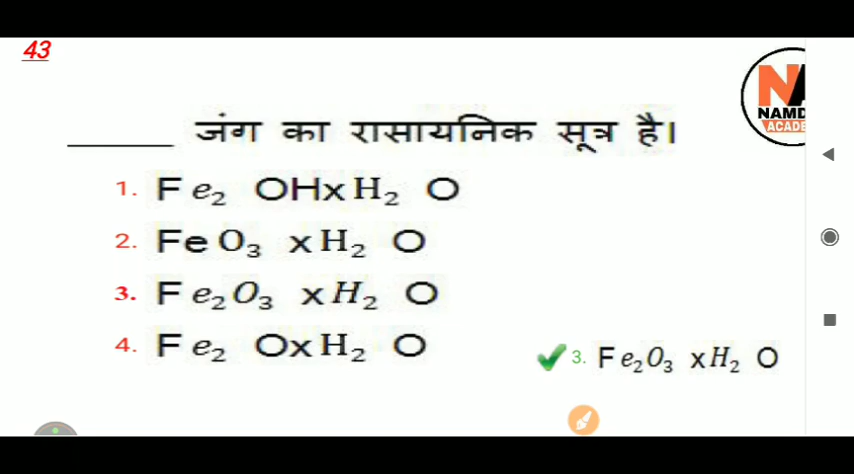 43
NAMD
ACADE
______ जंग का रासायनिक सूत्र है।
1. Fe₂ OHxH₂ O
2. FeO₃ xH₂ O
3. Fe₂O₃ xH₂ O
4. Fe₂ OxH₂ O
3. Fe₂O₃ xH₂ O